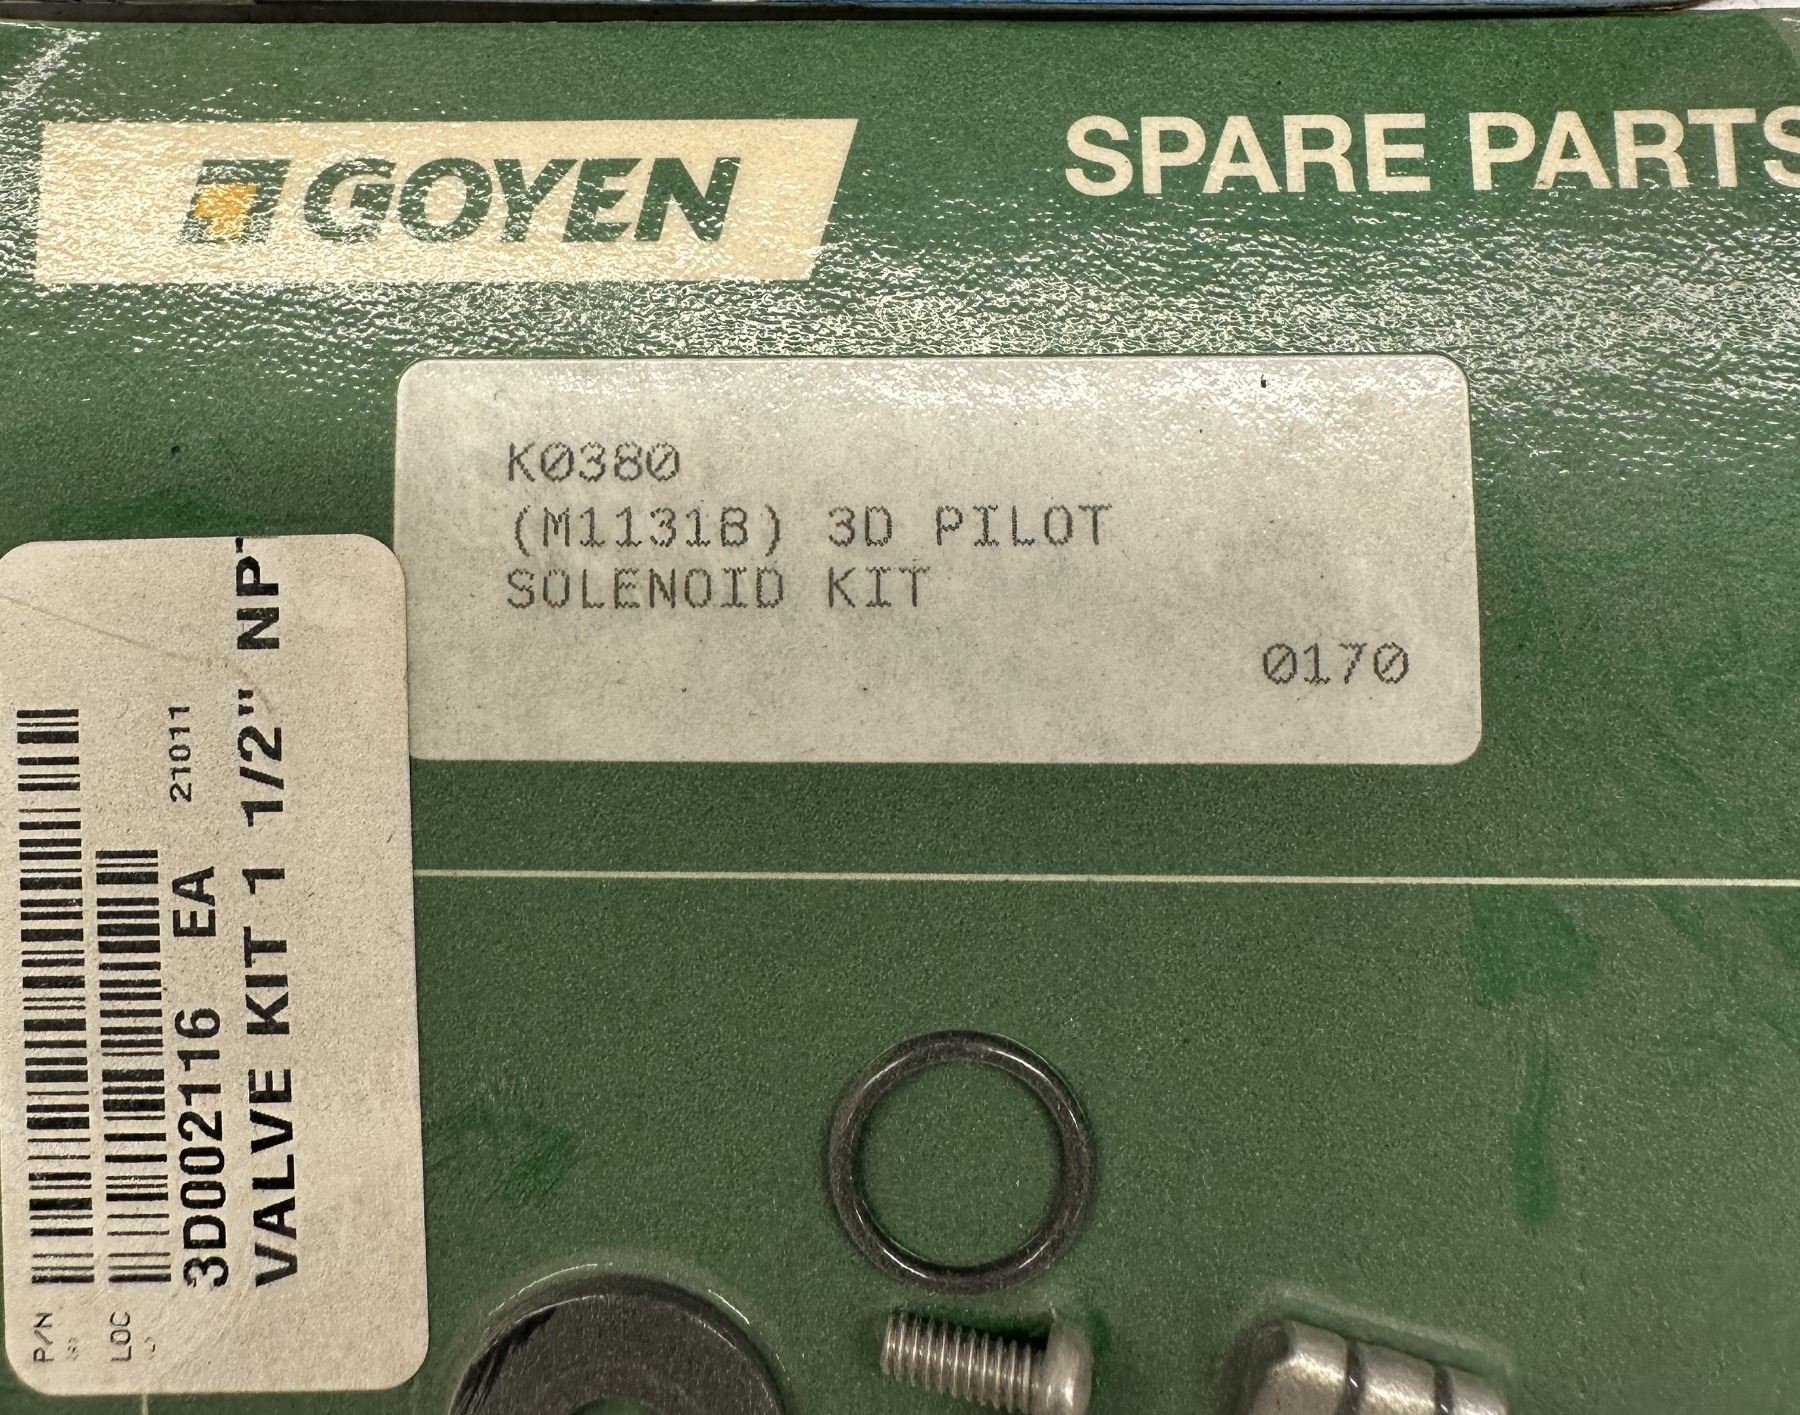 GOYEN
SPARE PARTS
K0380
(M1131B) 3D PILOT
SOLENOID KIT
0170
P/N
LOC
3D002116 EA 21011
VALVE KIT 1 1/2" NP